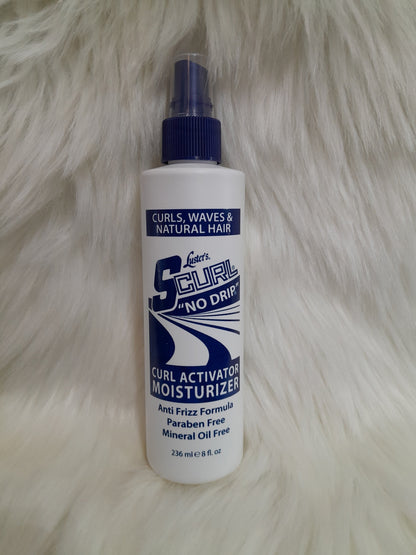 CURLS, WAVES &
NATURAL HAIR
Luster's
SCURL
"NO DRIP"
CURL ACTIVATOR
MOISTURIZER
Anti Frizz Formula
Paraben Free
Mineral Oil Free
236 ml ℮ 8 fl. oz